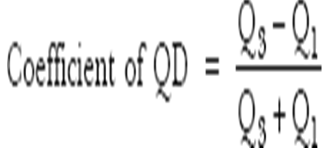 Coefficient of QD = (Q₃ − Q₁) / (Q₃ + Q₁)